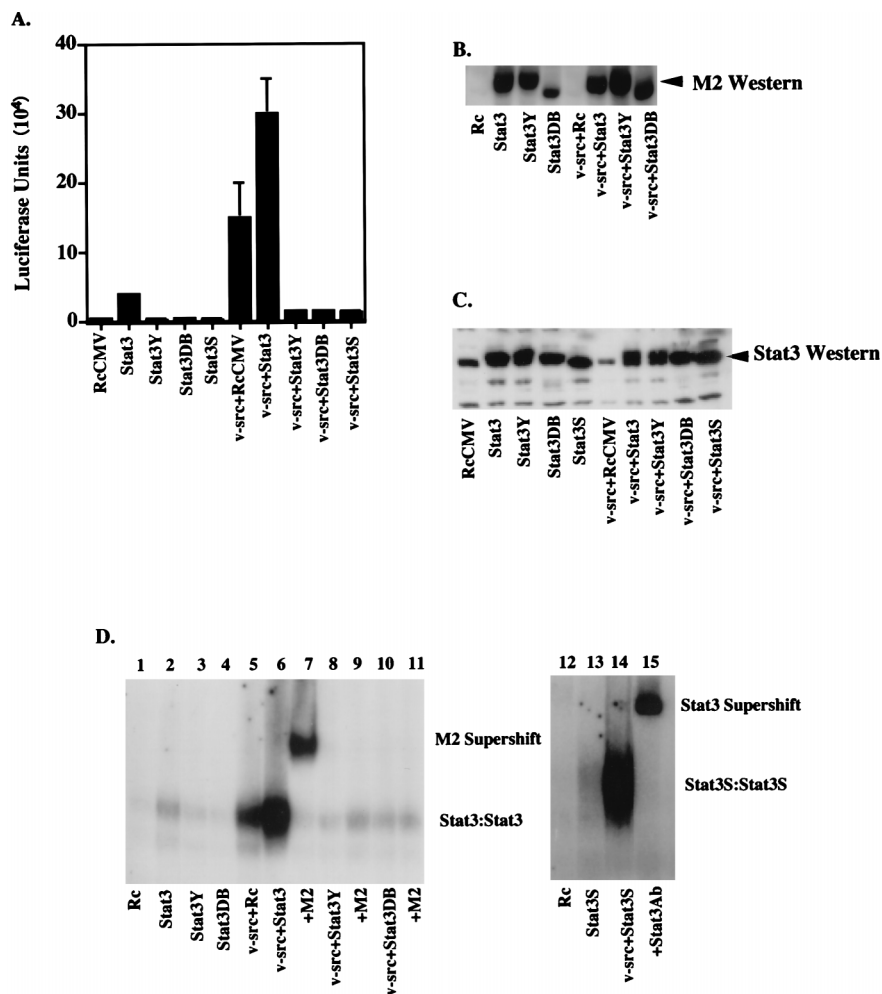 A.
40
30
20
10
0
Luciferase Units (10⁴)
RcCMV
Stat3
Stat3Y
Stat3DB
Stat3S
v-src+RcCMV
v-src+Stat3
v-src+Stat3Y
v-src+Stat3DB
v-src+Stat3S
B.
M2 Western
Rc
Stat3
Stat3Y
Stat3DB
v-src+Rc
v-src+Stat3
v-src+Stat3Y
v-src+Stat3DB
C.
Stat3 Western
RcCMV
Stat3
Stat3Y
Stat3DB
Stat3S
v-src+RcCMV
v-src+Stat3
v-src+Stat3Y
v-src+Stat3DB
v-src+Stat3S
D.
1 2 3 4 5 6 7 8 9 10 11
M2 Supershift
Stat3:Stat3
Rc
Stat3
Stat3Y
Stat3DB
v-src+Rc
v-src+Stat3
+M2
v-src+Stat3Y
+M2
v-src+Stat3DB
+M2
12 13 14 15
Stat3 Supershift
Stat3S:Stat3S
Rc
Stat3S
v-src+Stat3S
+Stat3Ab